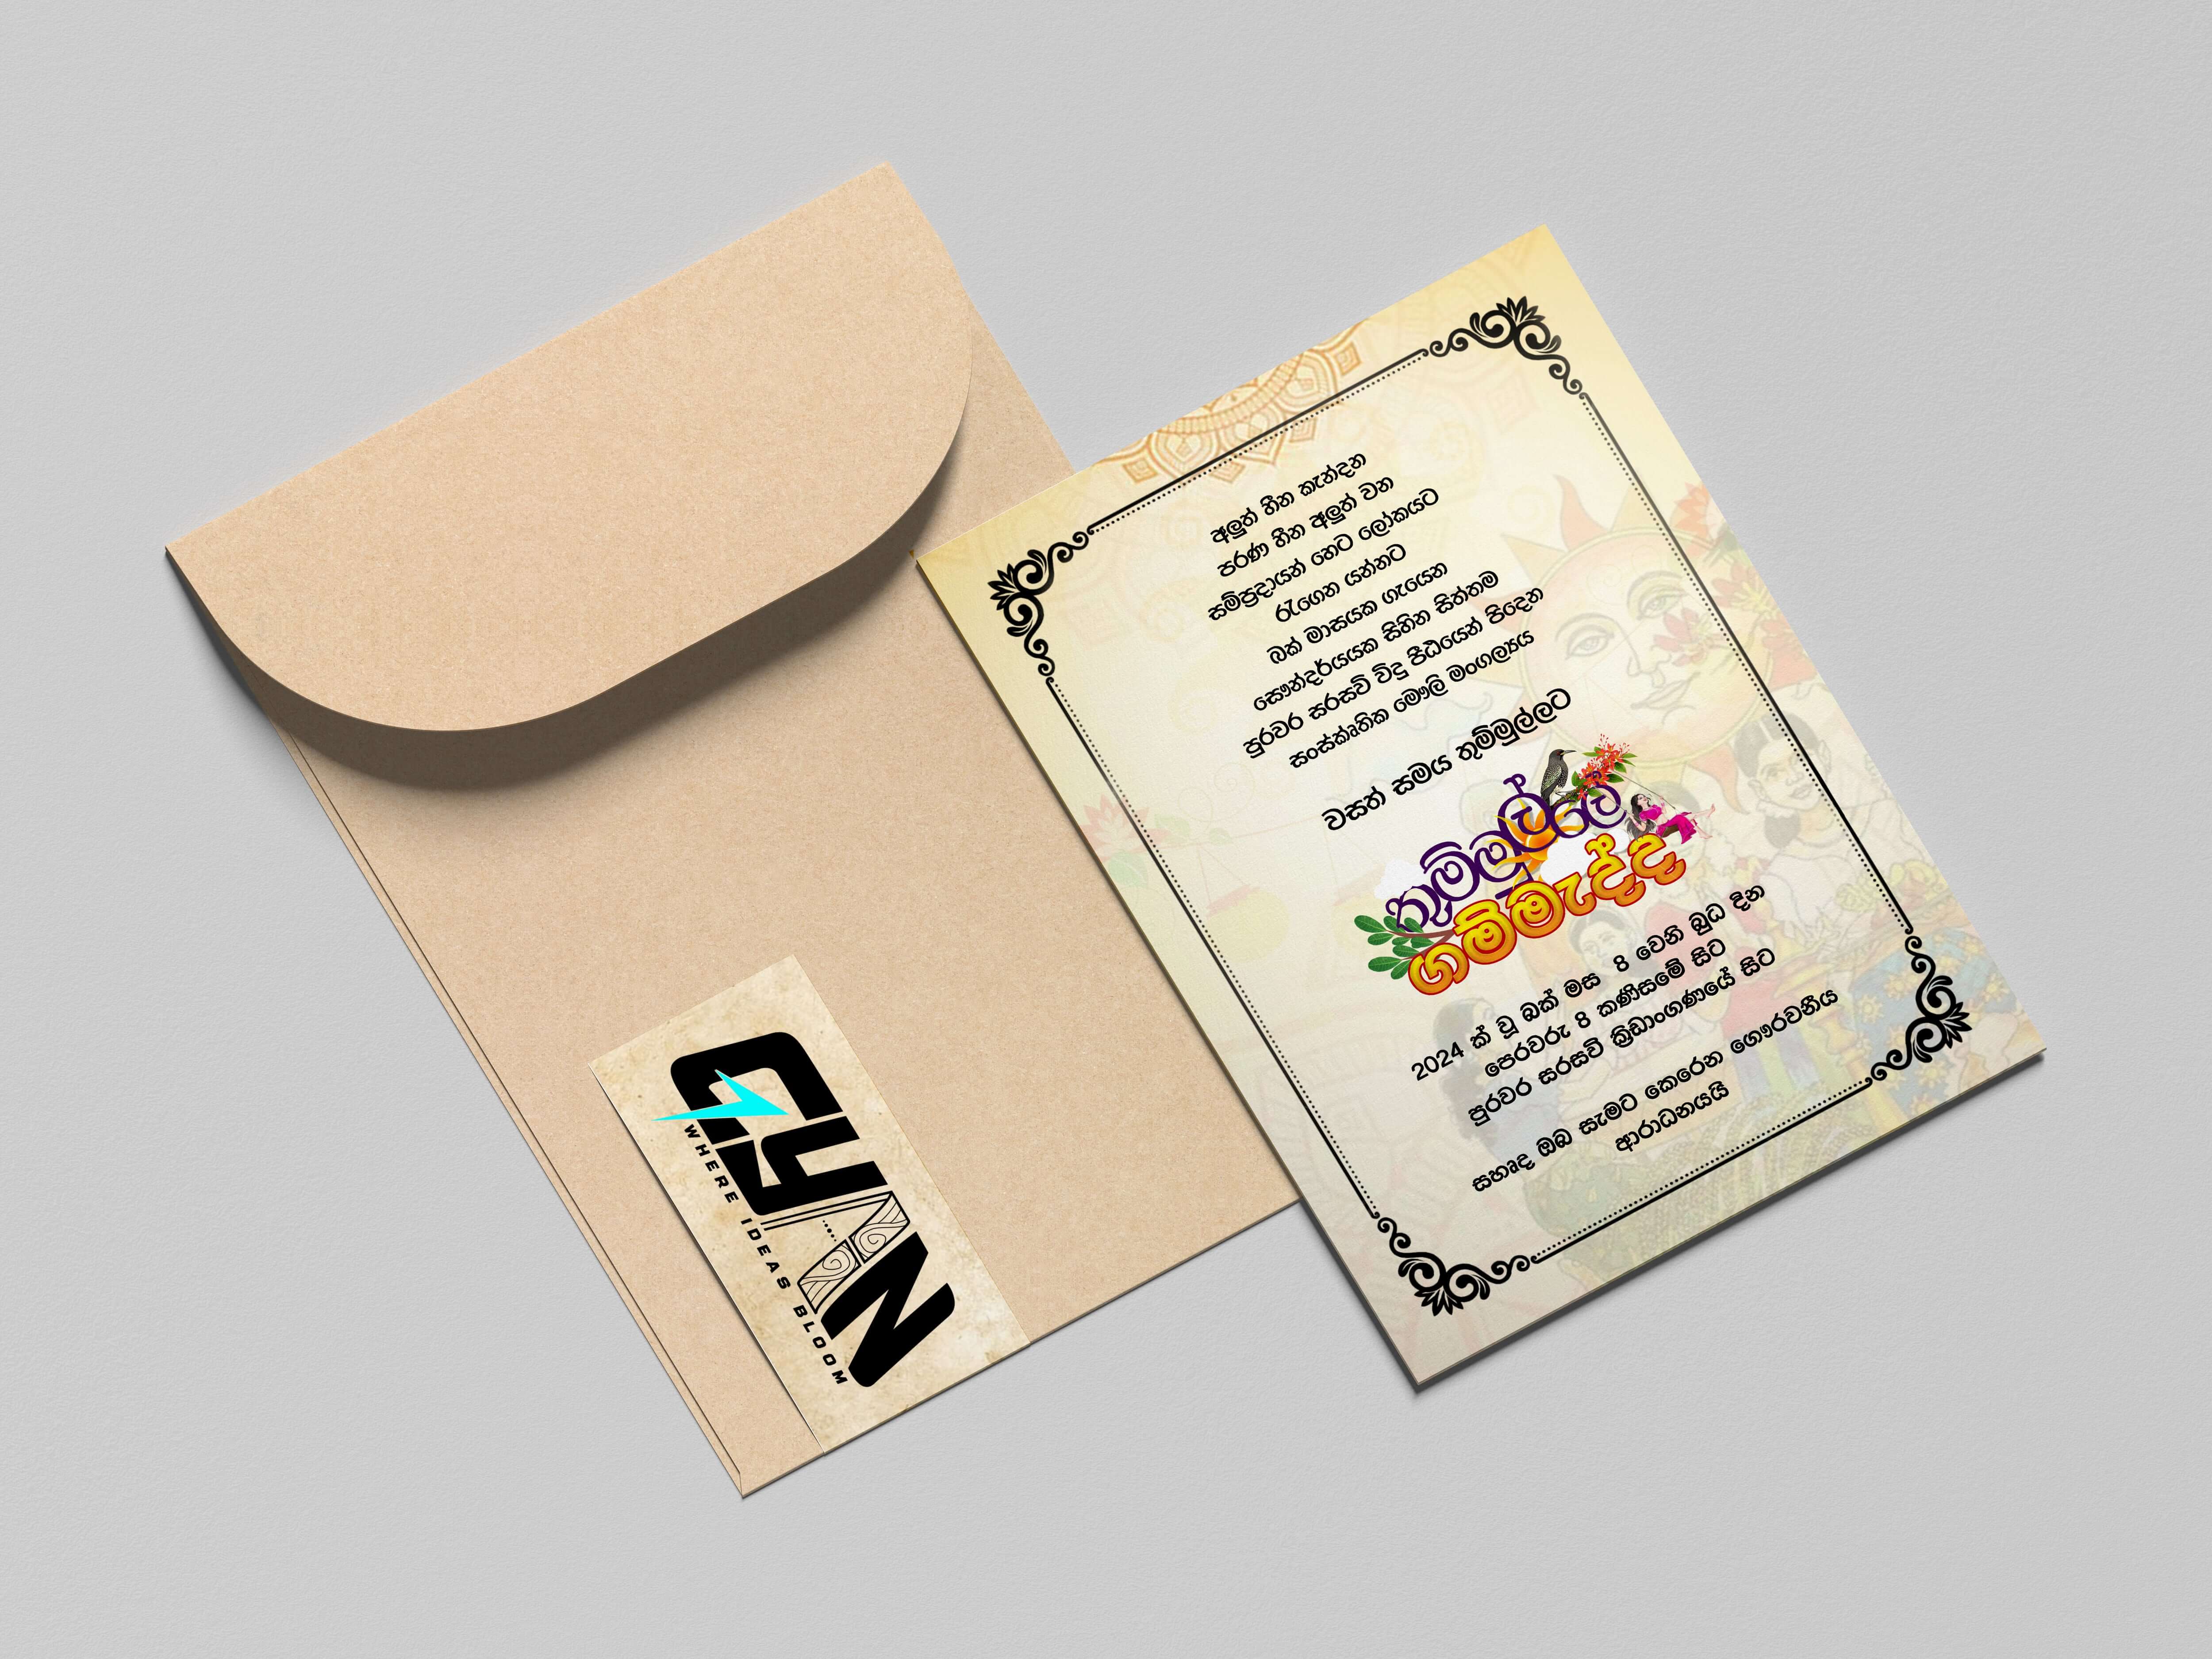 CYAN
WHERE IDEAS BLOOM
අලුත් හීන කැන්දන
පරණ හීන අලුත් වන
සම්ප්‍රදායන් හෙට ලෝකයට
රැගෙන යන්නට
බක් මාසයක ගැයෙන
සෞන්දර්යයක සිහින සිත්තම
පුරවර සරසවි විදු පීඨයෙන් පිදෙන
සංස්කෘතික මෞලි මංගල්‍යය
වසත් සමය තුම්මුල්ලට
තුම්මුල්ලේ
ගම්මැද්ද
2024 ක් වූ බක් මස 8 වෙනි බුධ දින
පෙරවරු 8 කණිසමේ සිට
පුරවර සරසවි ක්‍රිඩාංගණයේ සිට
සහෘද ඔබ සැමට කෙරෙන ගෞරවනීය
ආරාධනයයි